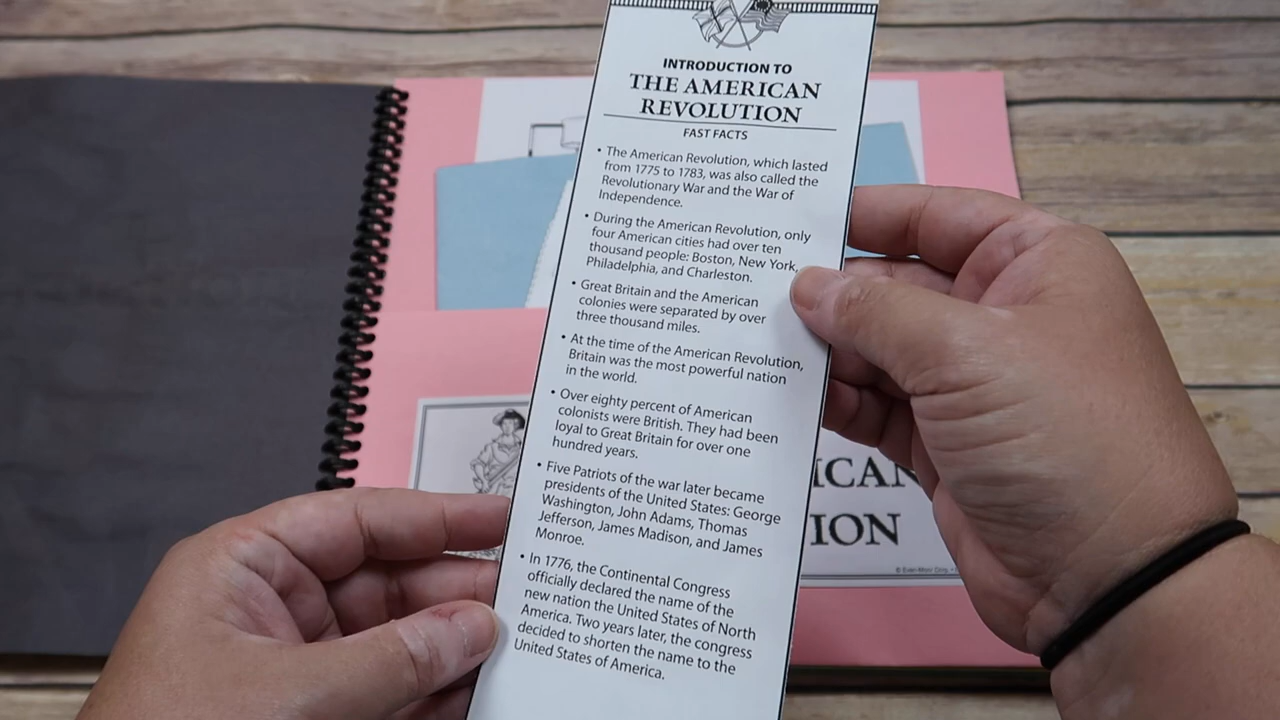 INTRODUCTION TO
THE AMERICAN
REVOLUTION
FAST FACTS
• The American Revolution, which lasted
from 1775 to 1783, was also called the
Revolutionary War and the War of
Independence.
• During the American Revolution, only
four American cities had over ten
thousand people: Boston, New York,
Philadelphia, and Charleston.
• Great Britain and the American
colonies were separated by over
three thousand miles.
• At the time of the American Revolution,
Britain was the most powerful nation
in the world.
• Over eighty percent of American
colonists were British. They had been
loyal to Great Britain for over one
hundred years.
• Five Patriots of the war later became
presidents of the United States: George
Washington, John Adams, Thomas
Jefferson, James Madison, and James
Monroe.
• In 1776, the Continental Congress
officially declared the name of the
new nation the United States of North
America. Two years later, the congress
decided to shorten the name to the
United States of America.
ICAN
ION